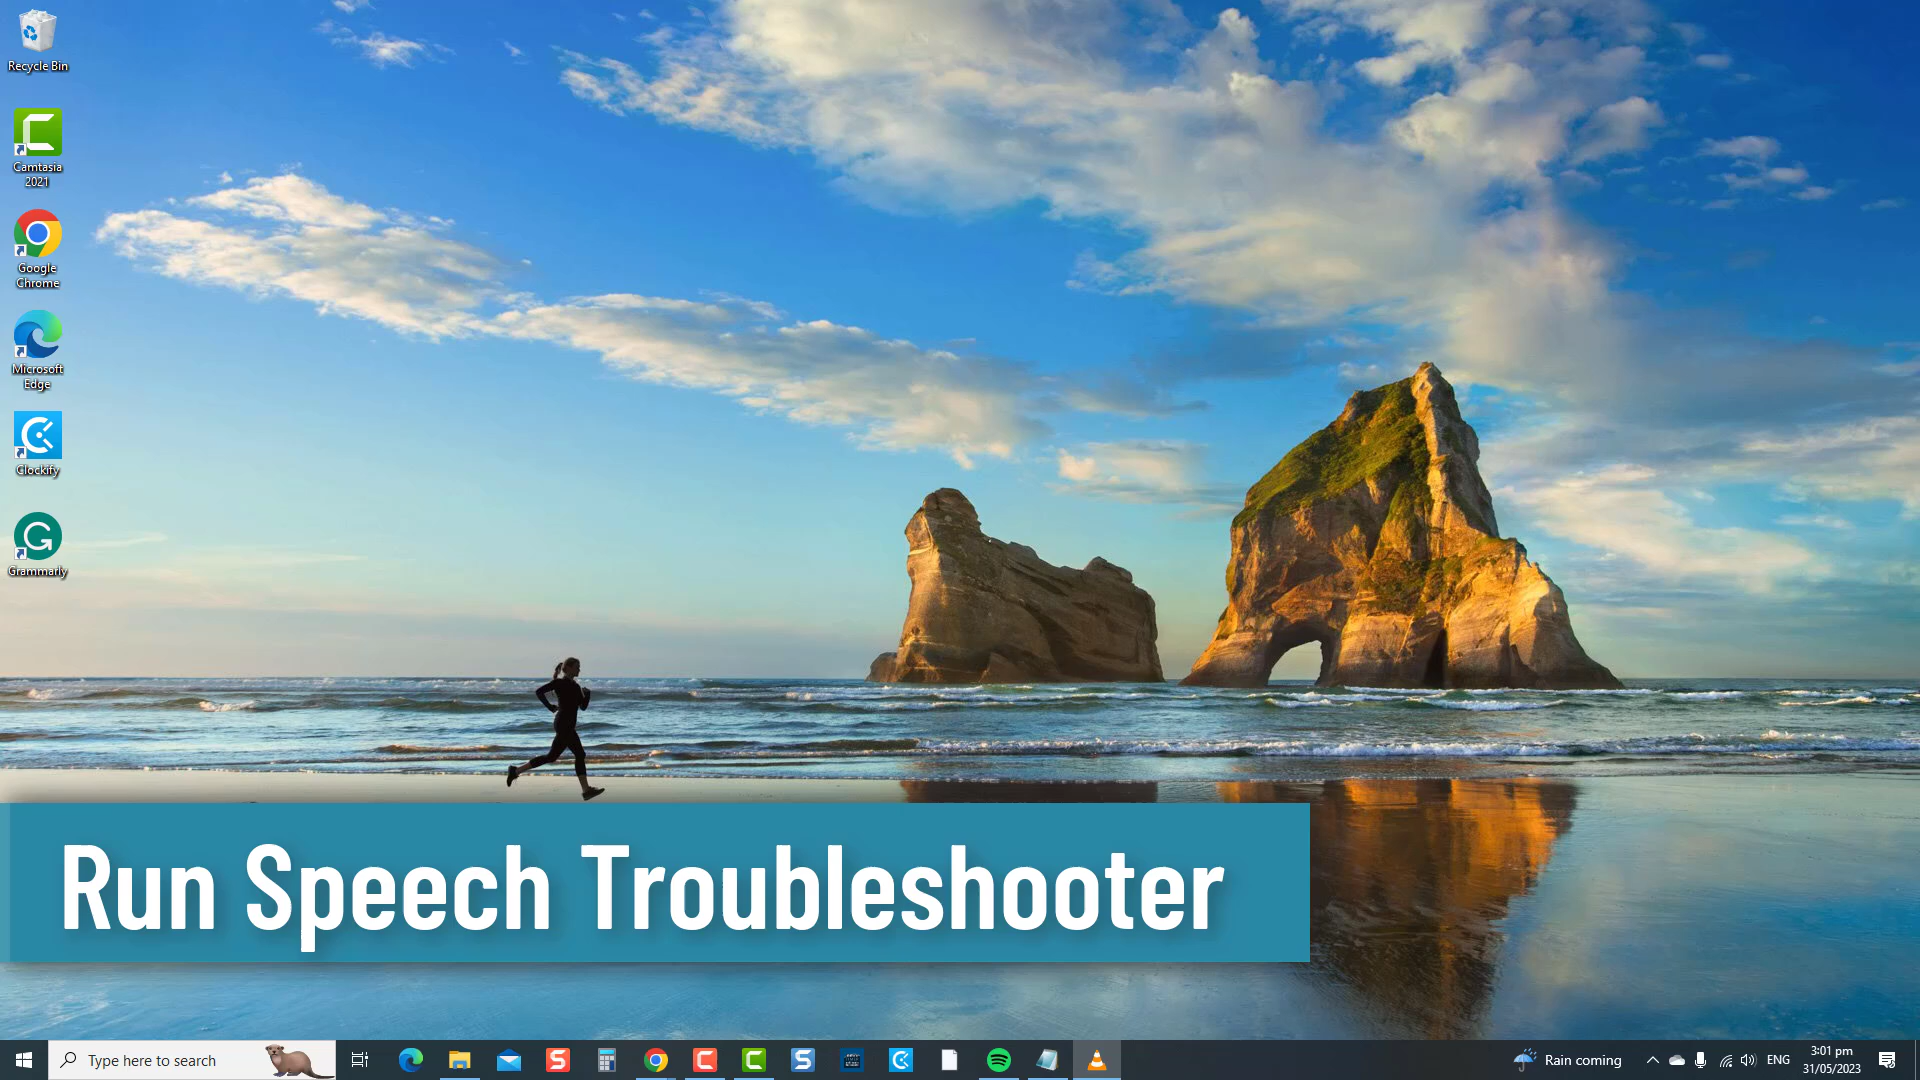 Recycle Bin
Camtasia
2021
Google
Chrome
Microsoft
Edge
Clockify
Grammarly
Run Speech Troubleshooter
Type here to search
Rain coming
ENG
3:01 pm
31/05/2023